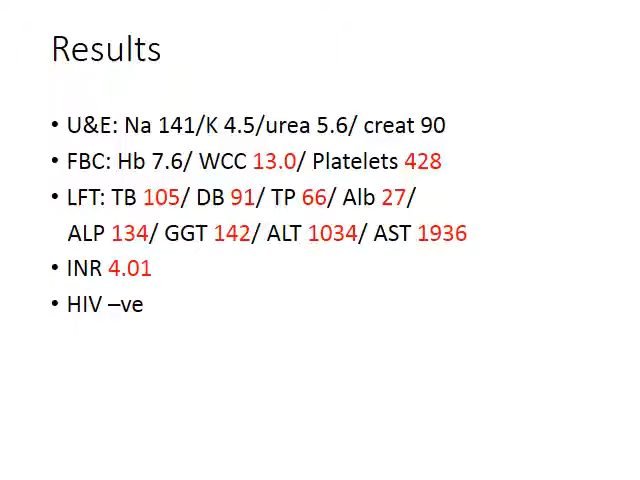 Results
• U&E: Na 141/K 4.5/urea 5.6/ creat 90
• FBC: Hb 7.6/ WCC 13.0/ Platelets 428
• LFT: TB 105/ DB 91/ TP 66/ Alb 27/
ALP 134/ GGT 142/ ALT 1034/ AST 1936
• INR 4.01
• HIV –ve